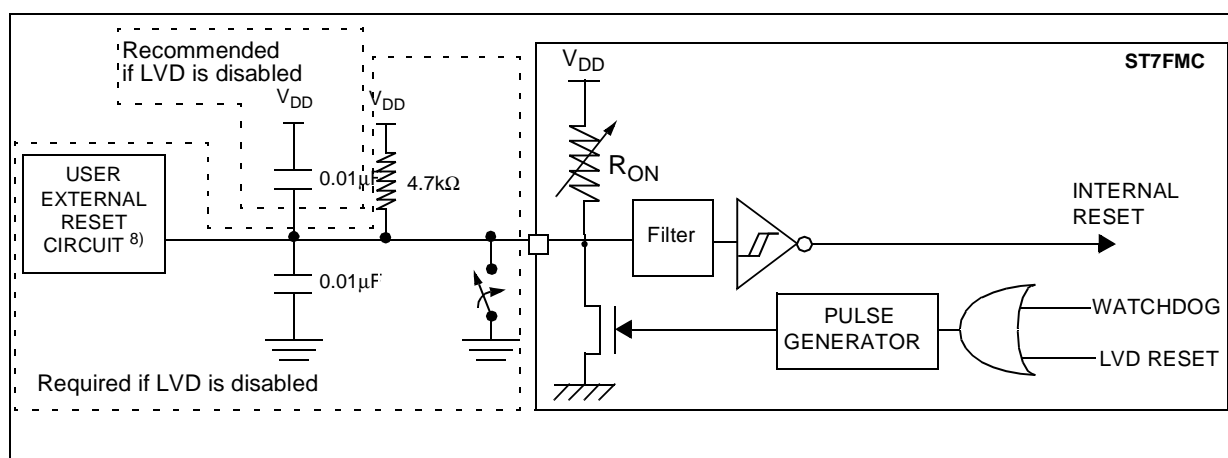 Recommended
if LVD is disabled
VDD
VDD
0.01μF
4.7kΩ
USER
EXTERNAL
RESET
CIRCUIT 8)
0.01μF
Required if LVD is disabled
ST7FMC
VDD
RON
Filter
INTERNAL
RESET
PULSE
GENERATOR
WATCHDOG
LVD RESET